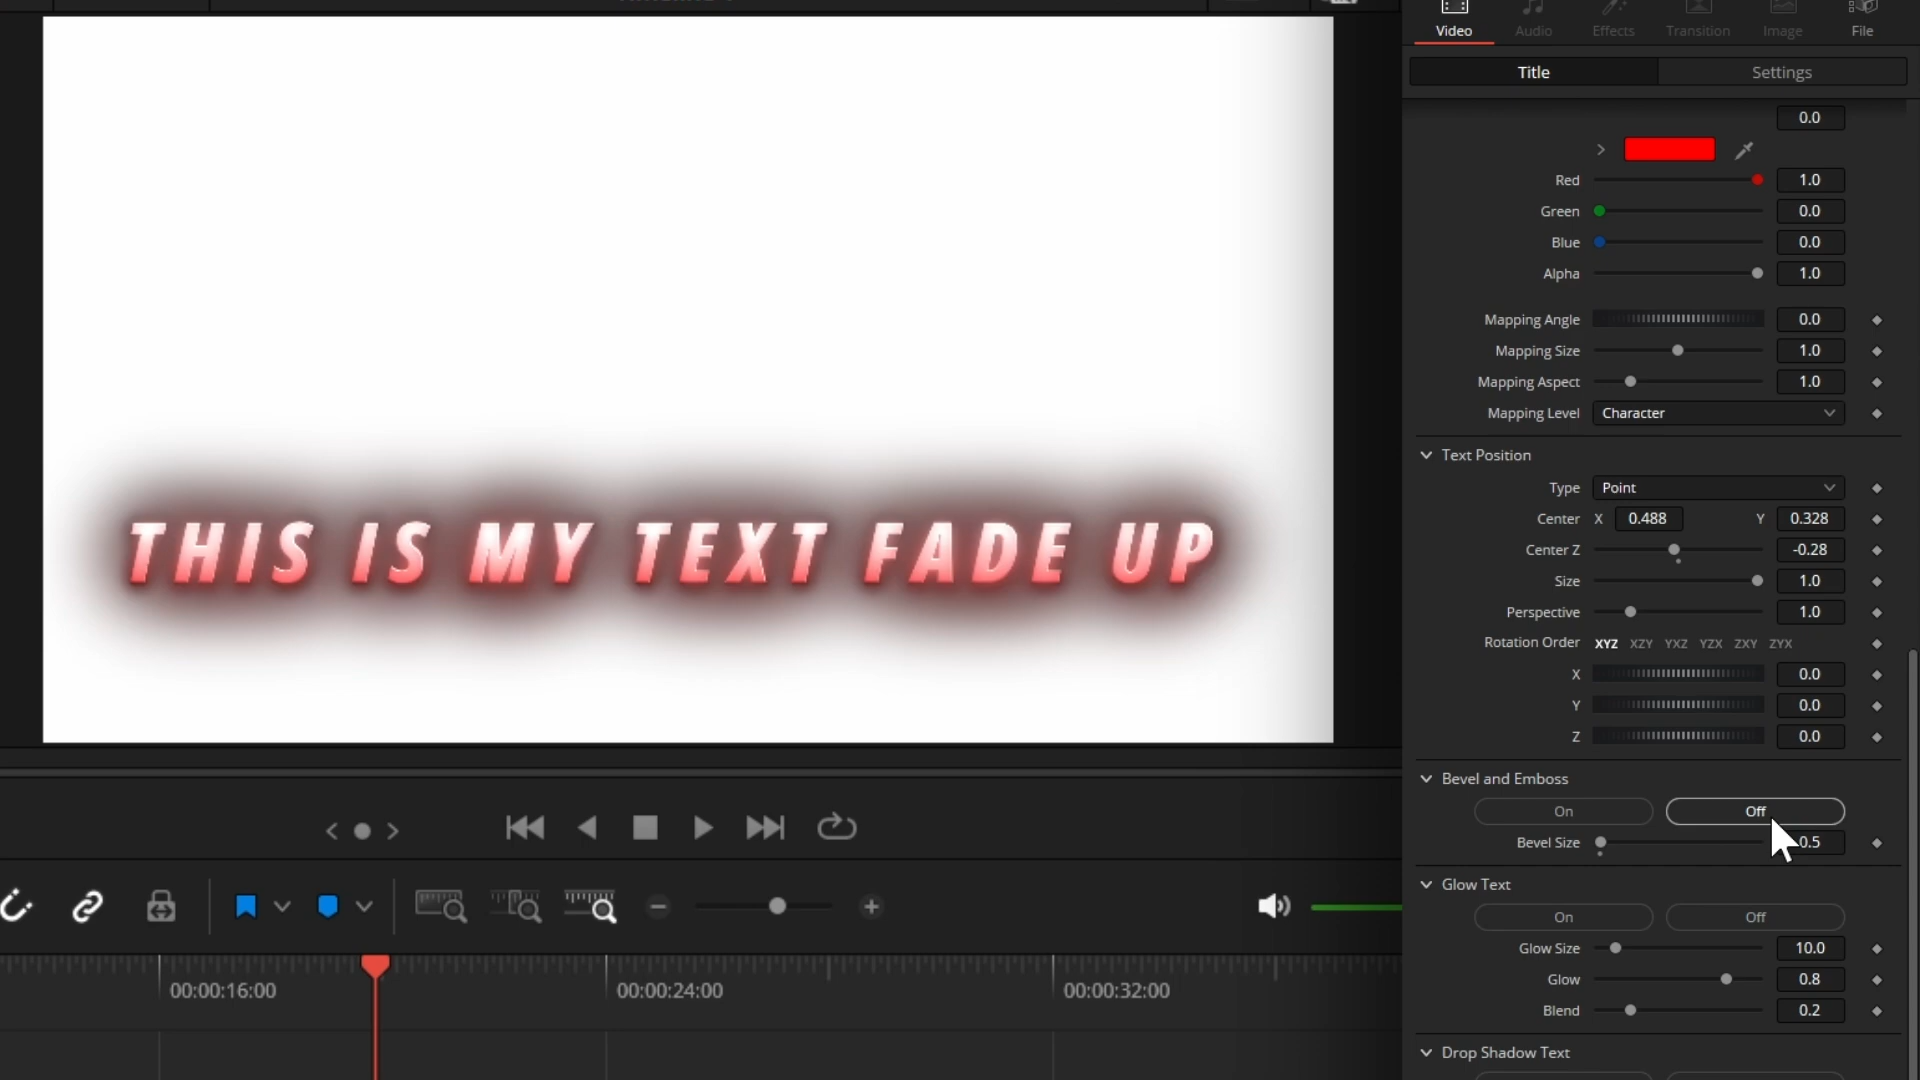 Video Audio Effects Transition Image File
Title Settings
0.0
Red 1.0
Green 0.0
Blue 0.0
Alpha 1.0
Mapping Angle 0.0
Mapping Size 1.0
Mapping Aspect 1.0
Mapping Level Character
Text Position
Type Point
Center X 0.488 Y 0.328
Center Z -0.28
Size 1.0
Perspective 1.0
Rotation Order XYZ XZY YXZ YZX ZXY ZYX
X 0.0
Y 0.0
Z 0.0
Bevel and Emboss
On Off
Bevel Size 0.5
Glow Text
On Off
Glow Size 10.0
Glow 0.8
Blend 0.2
Drop Shadow Text
THIS IS MY TEXT FADE UP
00:00:16:00 00:00:24:00 00:00:32:00